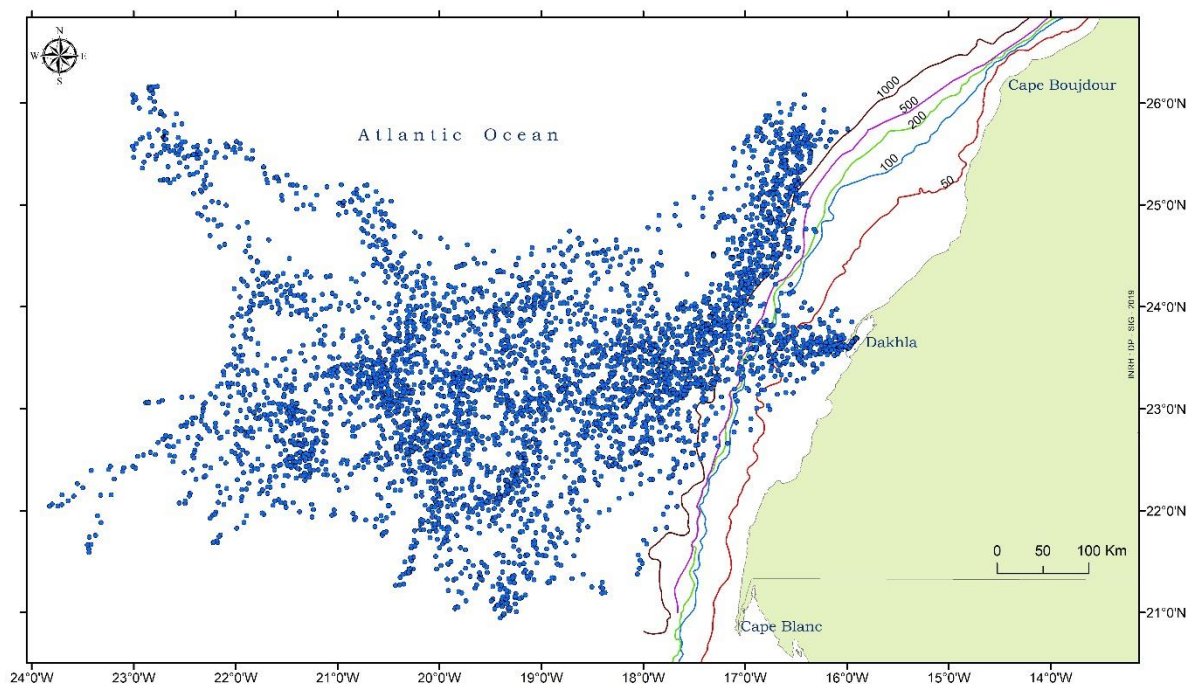 N
W E
S
Atlantic Ocean
1000
500
200
100
50
Cape Boujdour
Dakhla
Cape Blanc
0 50 100 Km
INRH - DP - SIG - 2019
26°0'N
25°0'N
24°0'N
23°0'N
22°0'N
21°0'N
24°0'W 23°0'W 22°0'W 21°0'W 20°0'W 19°0'W 18°0'W 17°0'W 16°0'W 15°0'W 14°0'W